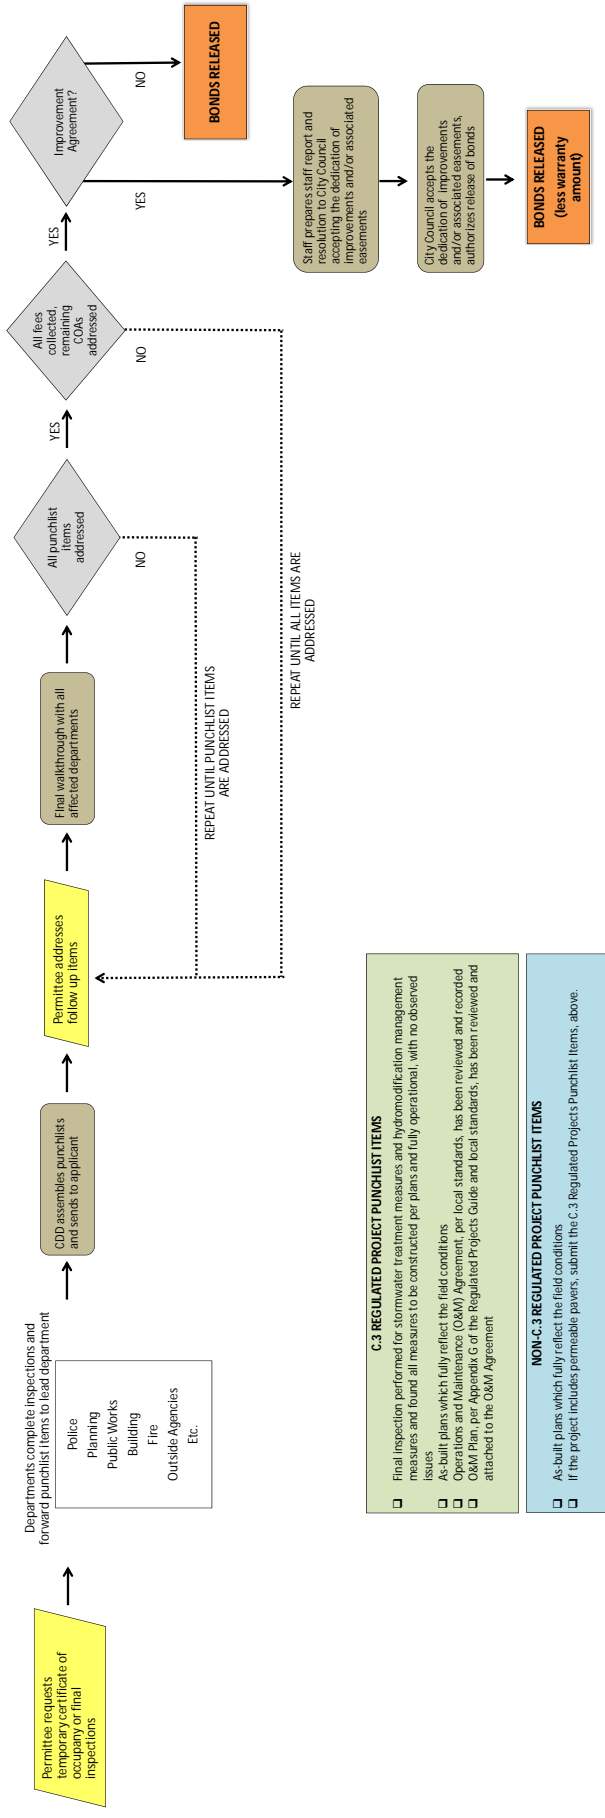 Permittee requests
temporary certificate of
occupany or final
inspections
Departments complete inspections and
forward punchlist items to lead department
Police
Planning
Public Works
Building
Fire
Outside Agencies
Etc.
CDD assembles punchlists
and sends to applicant
Permittee addresses
follow up items
FInal walkthrough with all
affected departments
All punchlist
items
addressed
YES
NO
REPEAT UNTIL PUNCHLIST ITEMS
ARE ADDRESSED
All fees
collected,
remaining
COAs
addressed
YES
NO
REPEAT UNTIL ALL ITEMS ARE
ADDRESSED
Improvement
Agreement?
NO
BONDS RELEASED
YES
Staff prepares staff report and
resolution to City Council
accepting the dedication of
improvements and/or associated
easements
City Council accepts the
dedication of improvements
and/or associated easements,
authorizes release of bonds
BONDS RELEASED
(less warranty
amount)
C.3 REGULATED PROJECT PUNCHLIST ITEMS
❑ Final inspection performed for stormwater treatment measures and hydromodification management
measures and found all measures to be constructed per plans and fully operational, with no observed
issues
❑ As-built plans which fully reflect the field conditions
❑ Operations and Maintenance (O&M) Agreement, per local standards, has been reviewed and recorded
❑ O&M Plan, per Appendix G of the Regulated Projects Guide and local standards, has been reviewed and
attached to the O&M Agreement
NON-C.3 REGULATED PROJECT PUNCHLIST ITEMS
❑ As-built plans which fully reflect the field conditions
❑ If the project includes permeable pavers, submit the C.3 Regulated Projects Punchlist Items, above.